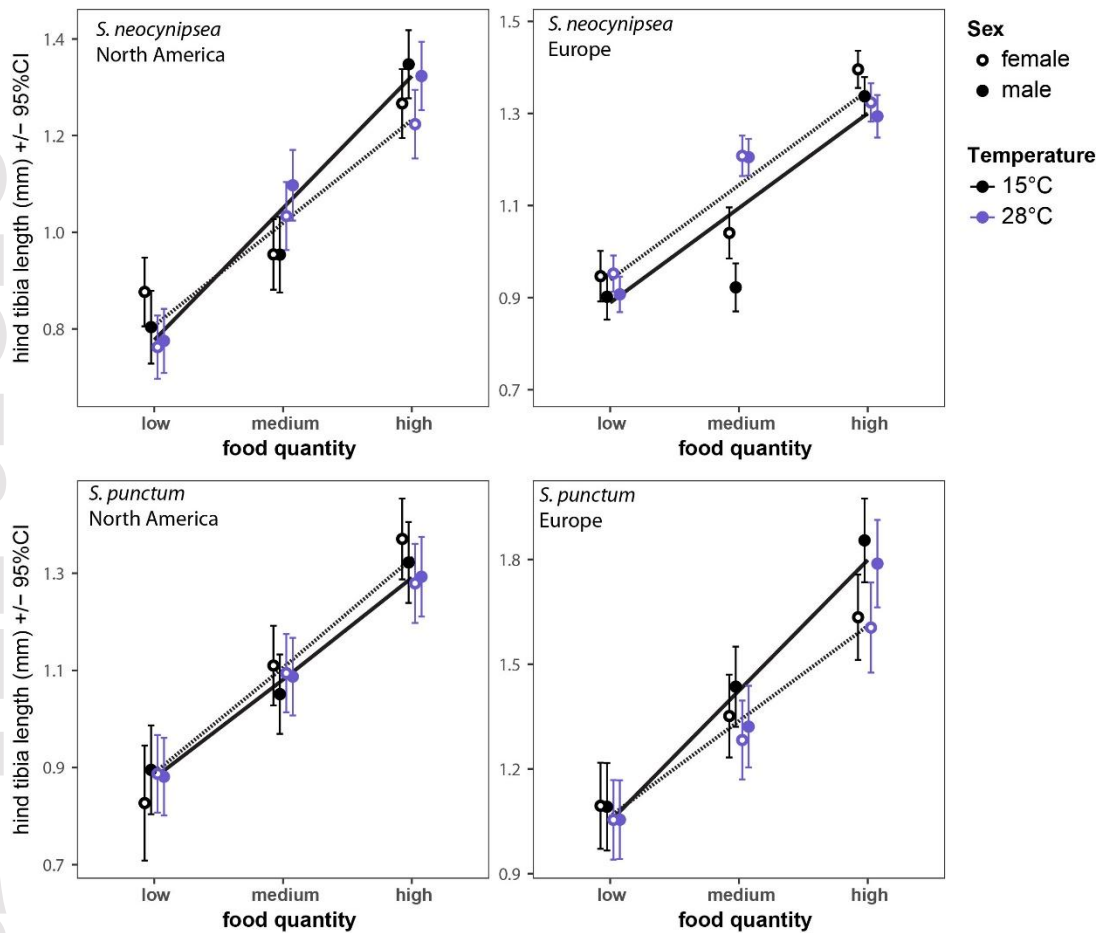 S. neocynipsea
North America
hind tibia length (mm) +/− 95%CI
1.4
1.2
1.0
0.8
low medium high
food quantity
S. neocynipsea
Europe
1.5
1.3
1.1
0.9
0.7
low medium high
food quantity
Sex
female
male
Temperature
15°C
28°C
S. punctum
North America
hind tibia length (mm) +/− 95%CI
1.3
1.1
0.9
0.7
low medium high
food quantity
S. punctum
Europe
1.8
1.5
1.2
0.9
low medium high
food quantity